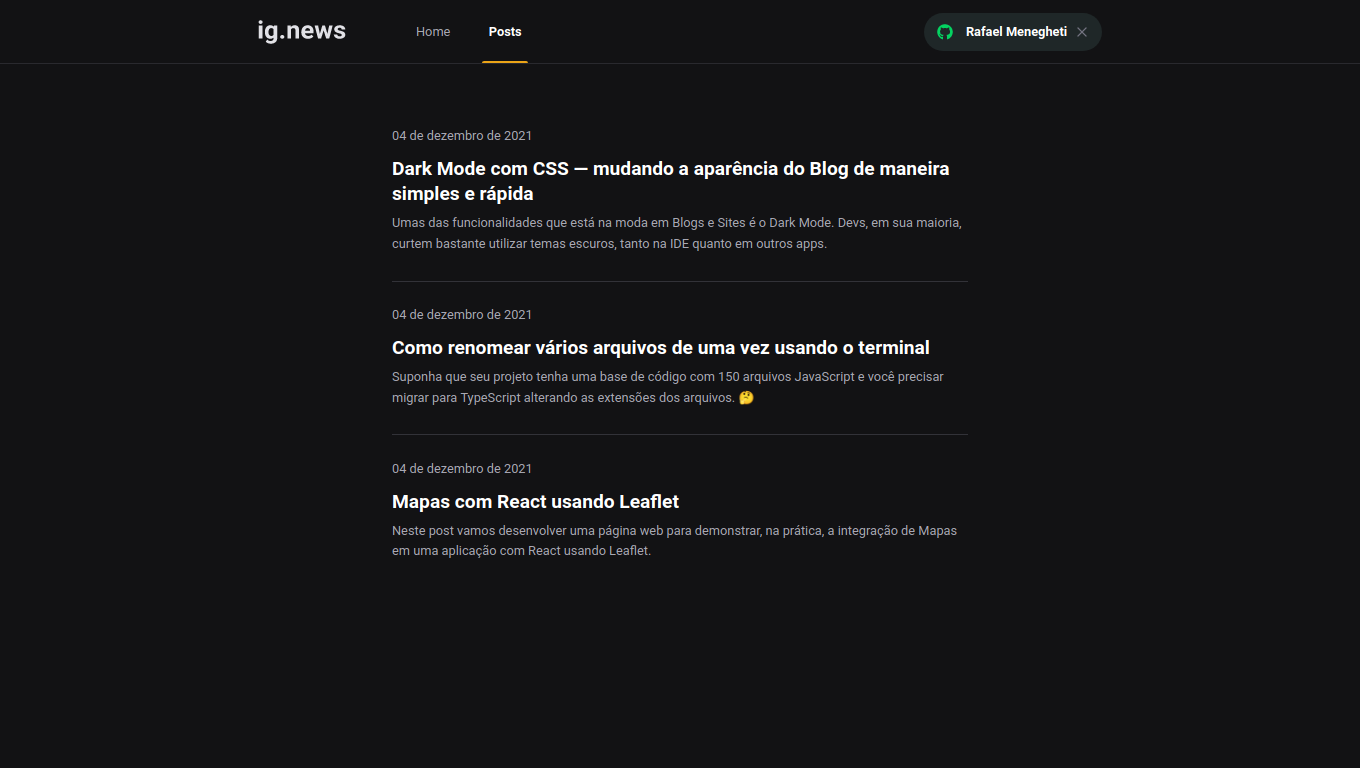 ig.news
Home
Posts
Rafael Menegheti
04 de dezembro de 2021
Dark Mode com CSS — mudando a aparência do Blog de maneira
simples e rápida
Umas das funcionalidades que está na moda em Blogs e Sites é o Dark Mode. Devs, em sua maioria,
curtem bastante utilizar temas escuros, tanto na IDE quanto em outros apps.
04 de dezembro de 2021
Como renomear vários arquivos de uma vez usando o terminal
Suponha que seu projeto tenha uma base de código com 150 arquivos JavaScript e você precisar
migrar para TypeScript alterando as extensões dos arquivos. 🤔
04 de dezembro de 2021
Mapas com React usando Leaflet
Neste post vamos desenvolver uma página web para demonstrar, na prática, a integração de Mapas
em uma aplicação com React usando Leaflet.